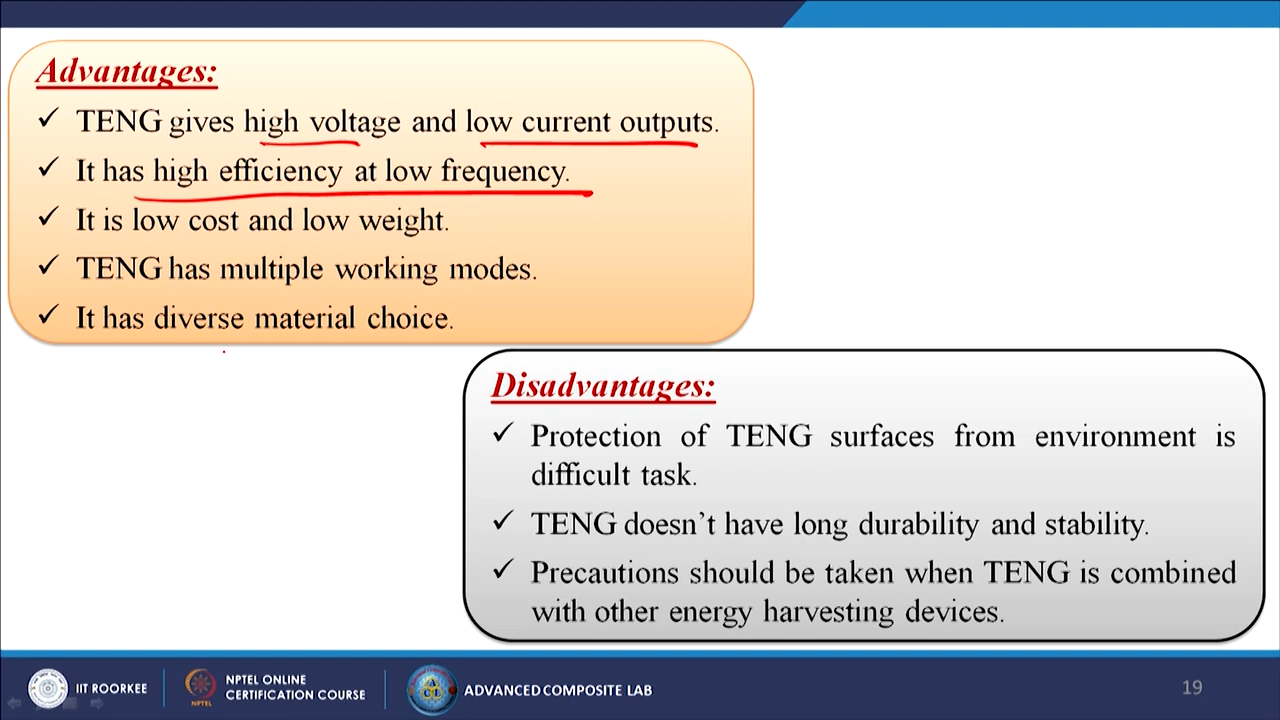 Advantages:
✓ TENG gives high voltage and low current outputs.
✓ It has high efficiency at low frequency.
✓ It is low cost and low weight.
✓ TENG has multiple working modes.
✓ It has diverse material choice.
Disadvantages:
✓ Protection of TENG surfaces from environment is
difficult task.
✓ TENG doesn't have long durability and stability.
✓ Precautions should be taken when TENG is combined
with other energy harvesting devices.
IIT ROORKEE
NPTEL
NPTEL ONLINE
CERTIFICATION COURSE
ACL
ADVANCED COMPOSITE LAB
19